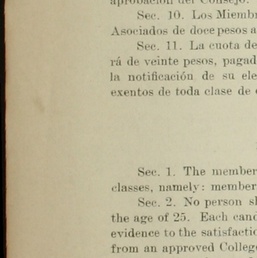 aprobación del Consejo.
Sec. 10. Los Miembr
Asociados de doce pesos a
Sec. 11. La cuota de
rá de veinte pesos, pagad
la notificación de su ele
exentos de toda clase de
Sec. 1. The member
classes, namely: member
Sec. 2. No person s
the age of 25. Each cand
evidence to the satisfactio
from an approved Colleg